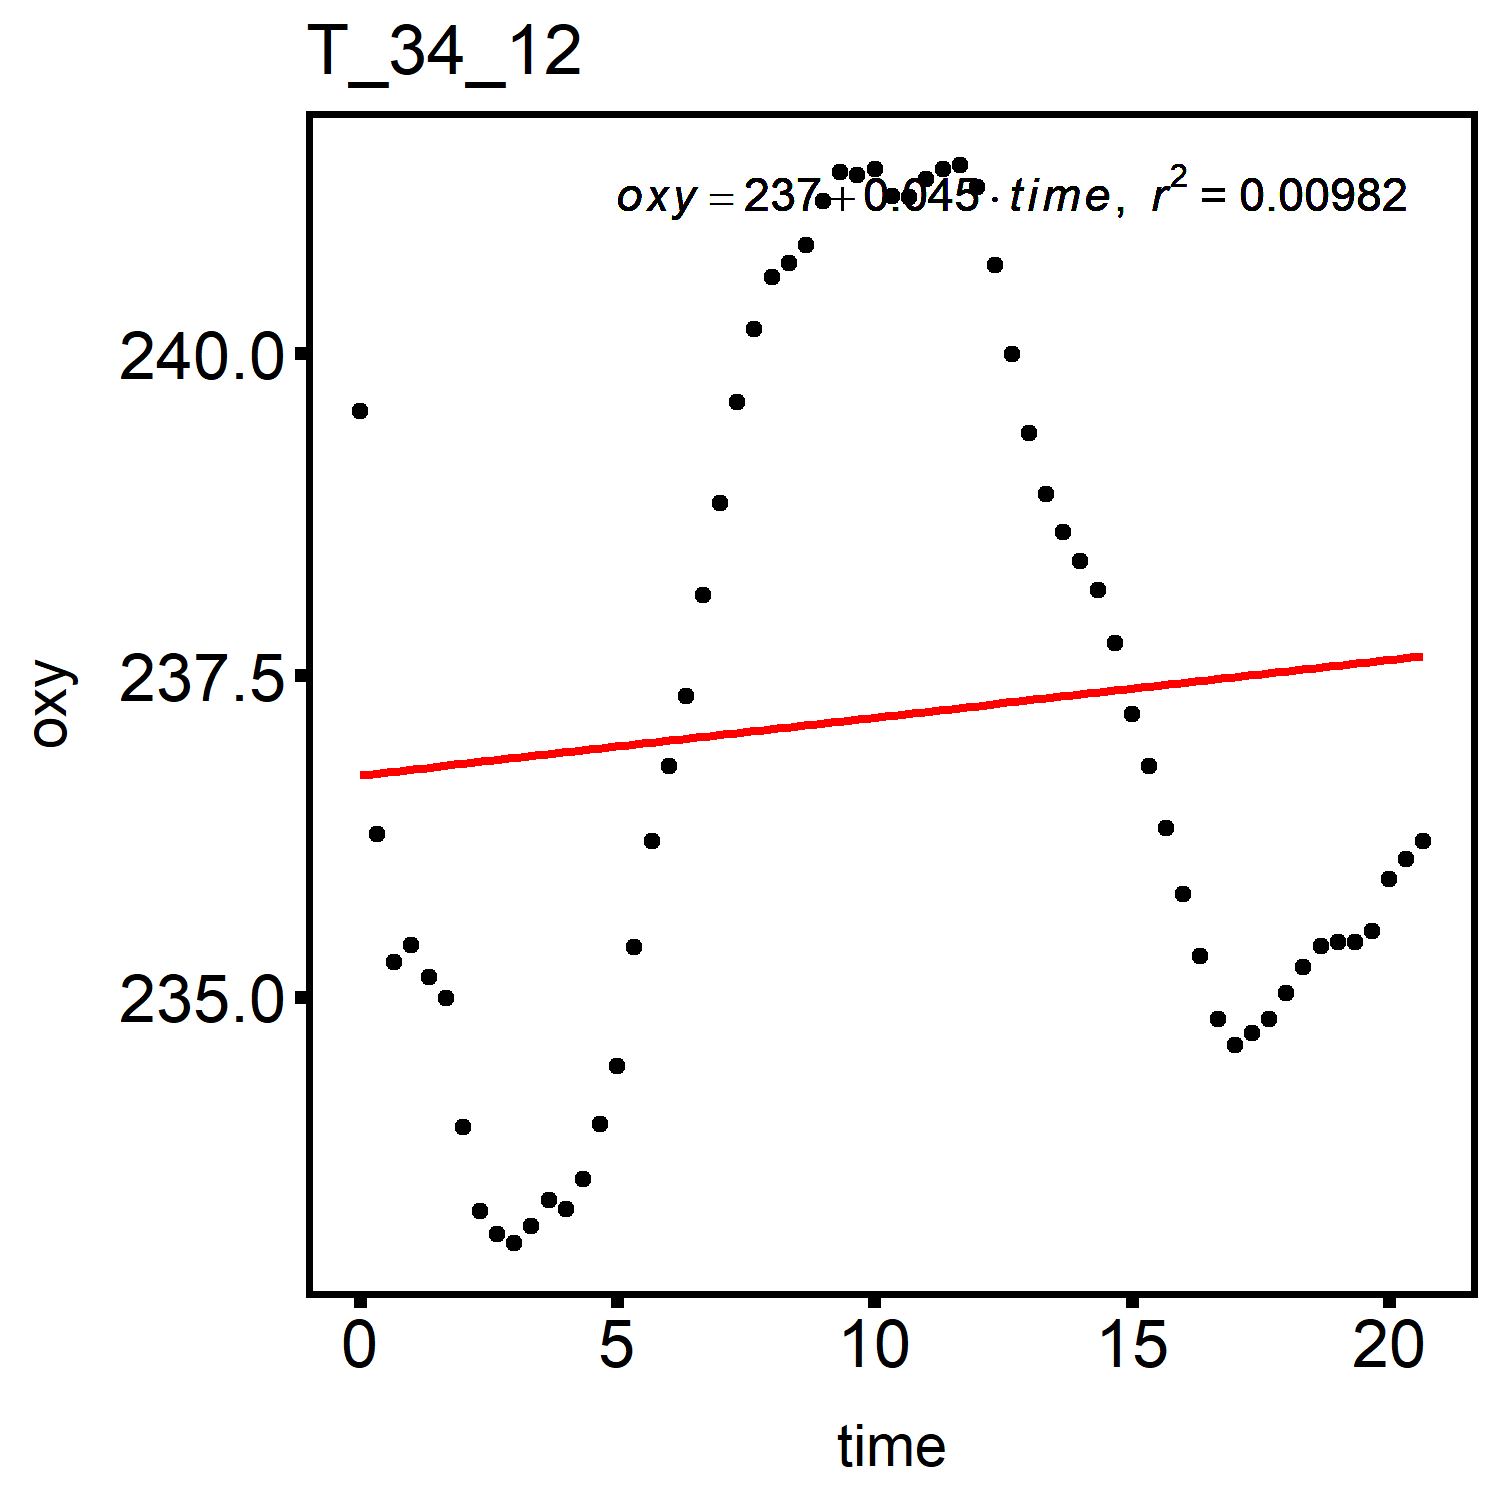 T_34_12
oxy = 237 + 0.045 · time, r² = 0.00982
240.0
237.5
235.0
oxy
0 5 10 15 20
time